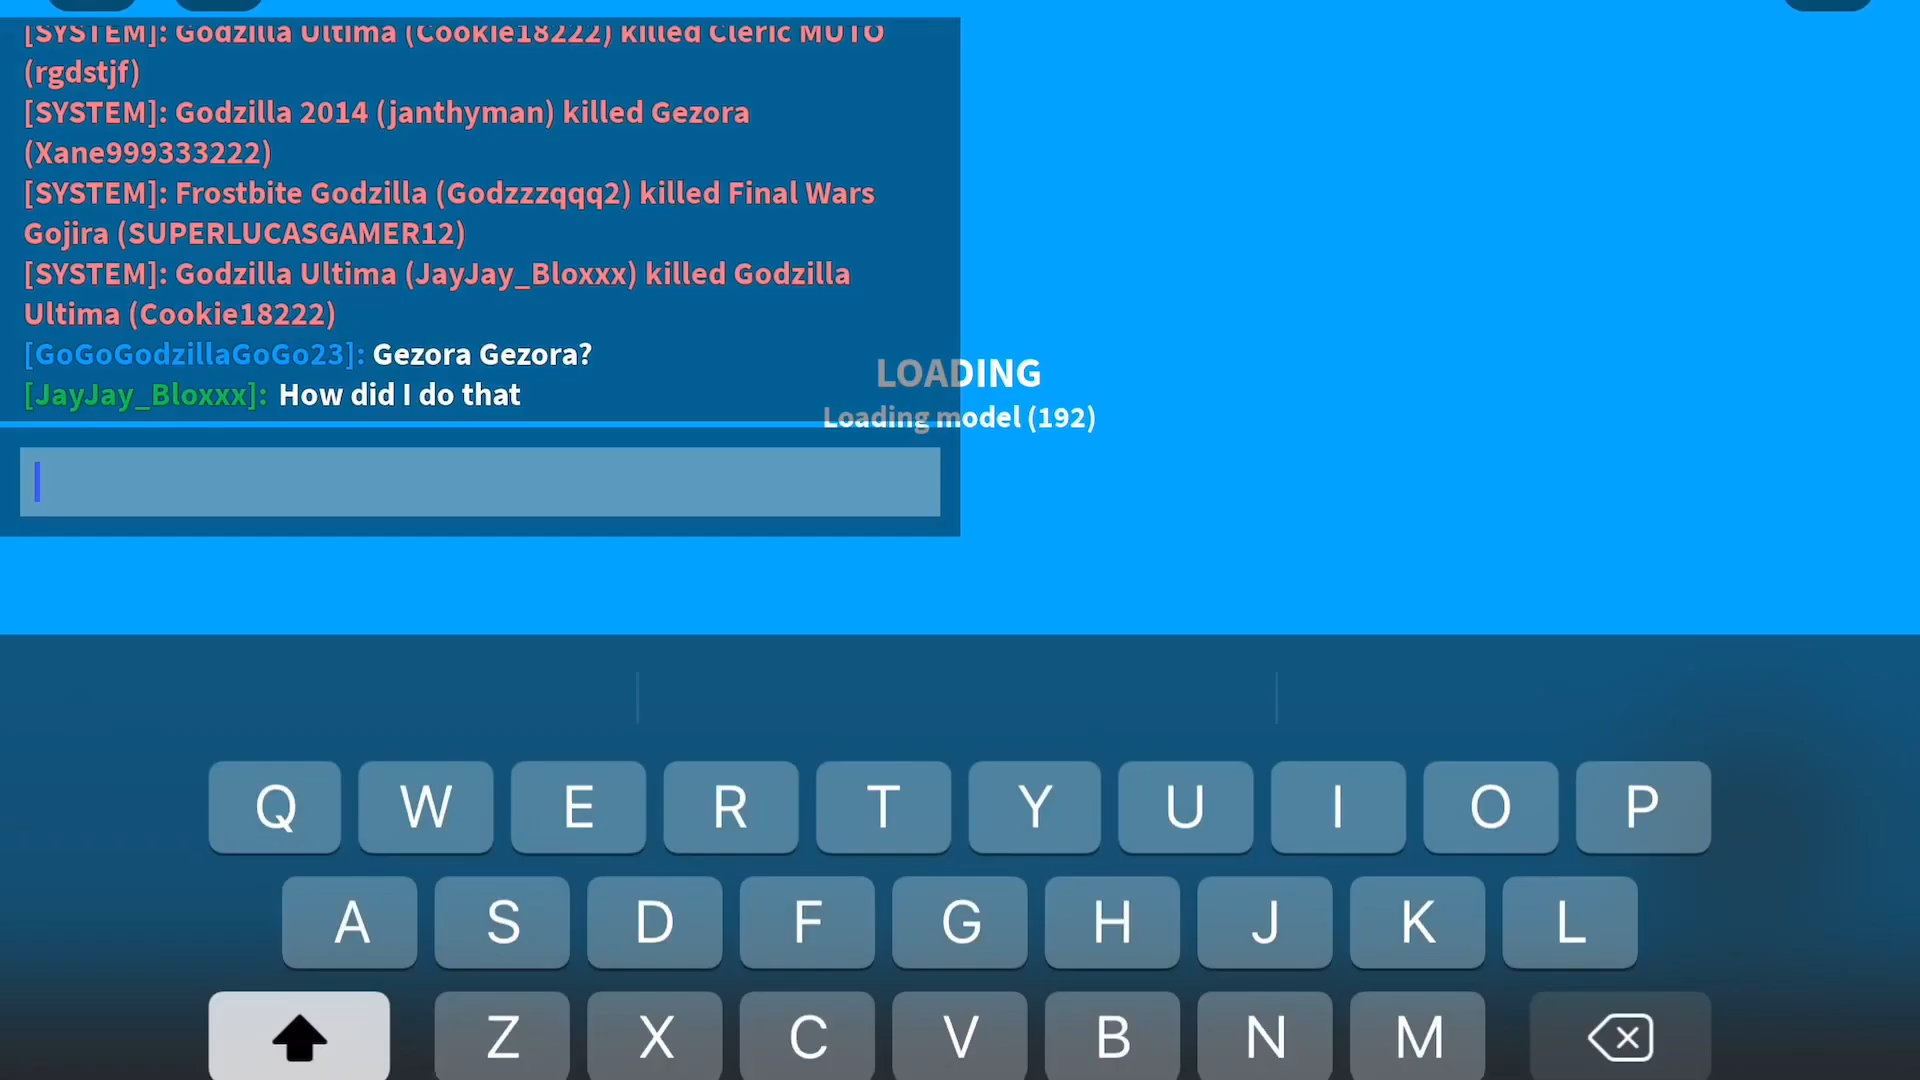 [SYSTEM]: Godzilla Ultima (Cookie18222) killed Cleric MUTO
(rgdstjf)
[SYSTEM]: Godzilla 2014 (janthyman) killed Gezora
(Xane999333222)
[SYSTEM]: Frostbite Godzilla (Godzzzqqq2) killed Final Wars
Gojira (SUPERLUCASGAMER12)
[SYSTEM]: Godzilla Ultima (JayJay_Bloxxx) killed Godzilla
Ultima (Cookie18222)
[GoGoGodzillaGoGo23]: Gezora Gezora?
[JayJay_Bloxxx]: How did I do that
LOADING
Loading model (192)
Q W E R T Y U I O P
A S D F G H J K L
Z X C V B N M